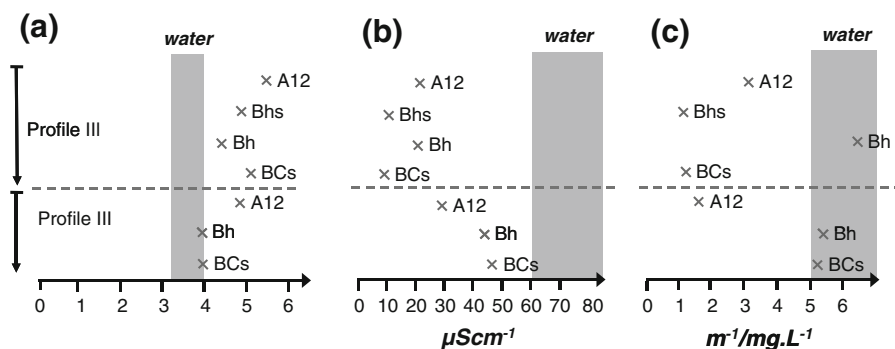 (a)
water
A12
Bhs
Bh
BCs
A12
Bh
BCs
Profile III
Profile III
0 1 2 3 4 5 6
(b)
water
A12
Bhs
Bh
BCs
A12
Bh
BCs
0 10 20 30 40 50 60 70 80
µScm⁻¹
(c)
water
A12
Bhs
Bh
BCs
A12
Bh
BCs
0 1 2 3 4 5 6
m⁻¹/mg.L⁻¹